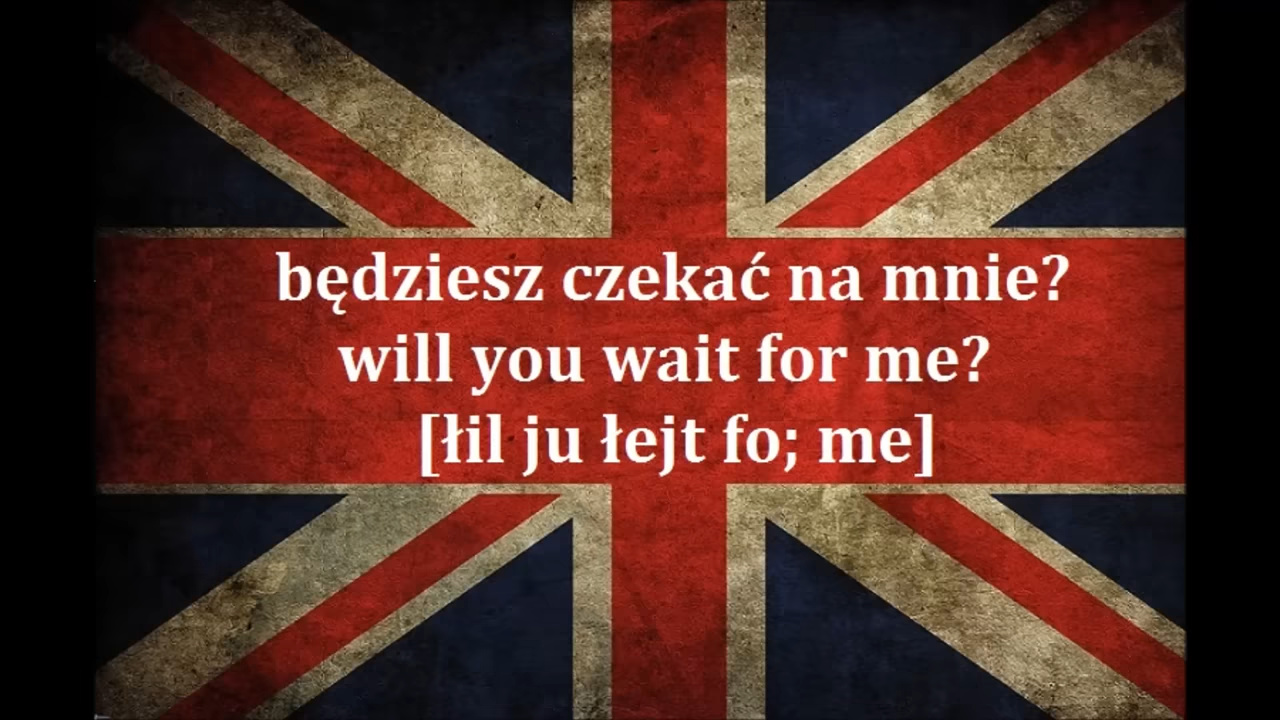 będziesz czekać na mnie?
will you wait for me?
[łil ju łejt fo; me]